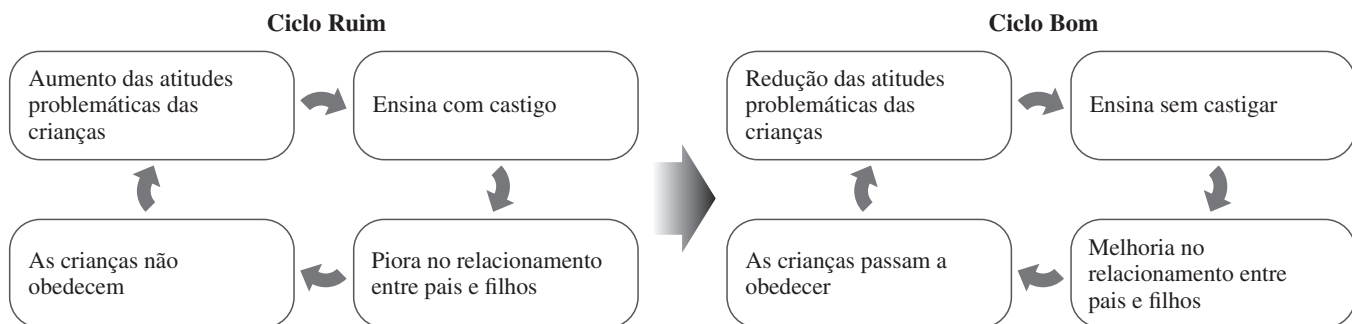 Ciclo Ruim
Aumento das atitudes
problemáticas das
crianças
Ensina com castigo
As crianças não
obedecem
Piora no relacionamento
entre pais e filhos
Ciclo Bom
Redução das atitudes
problemáticas das
crianças
Ensina sem castigar
As crianças passam a
obedecer
Melhoria no
relacionamento entre
pais e filhos